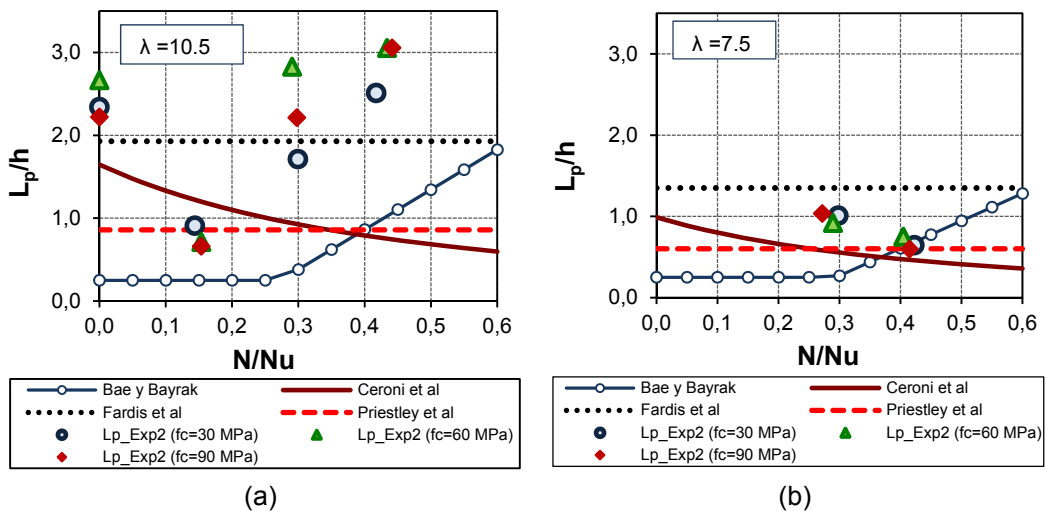 λ =10.5
3,0
2,0
1,0
0,0
Lp/h
0,0 0,1 0,2 0,3 0,4 0,5 0,6
N/Nu
Bae y Bayrak
Ceroni et al
Fardis et al
Priestley et al
Lp_Exp2 (fc=30 MPa)
Lp_Exp2 (fc=60 MPa)
Lp_Exp2 (fc=90 MPa)
(a)
λ =7.5
3,0
2,0
1,0
0,0
Lp/h
0,0 0,1 0,2 0,3 0,4 0,5 0,6
N/Nu
Bae y Bayrak
Ceroni et al
Fardis et al
Priestley et al
Lp_Exp2 (fc=30 MPa)
Lp_Exp2 (fc=60 MPa)
Lp_Exp2 (fc=90 MPa)
(b)